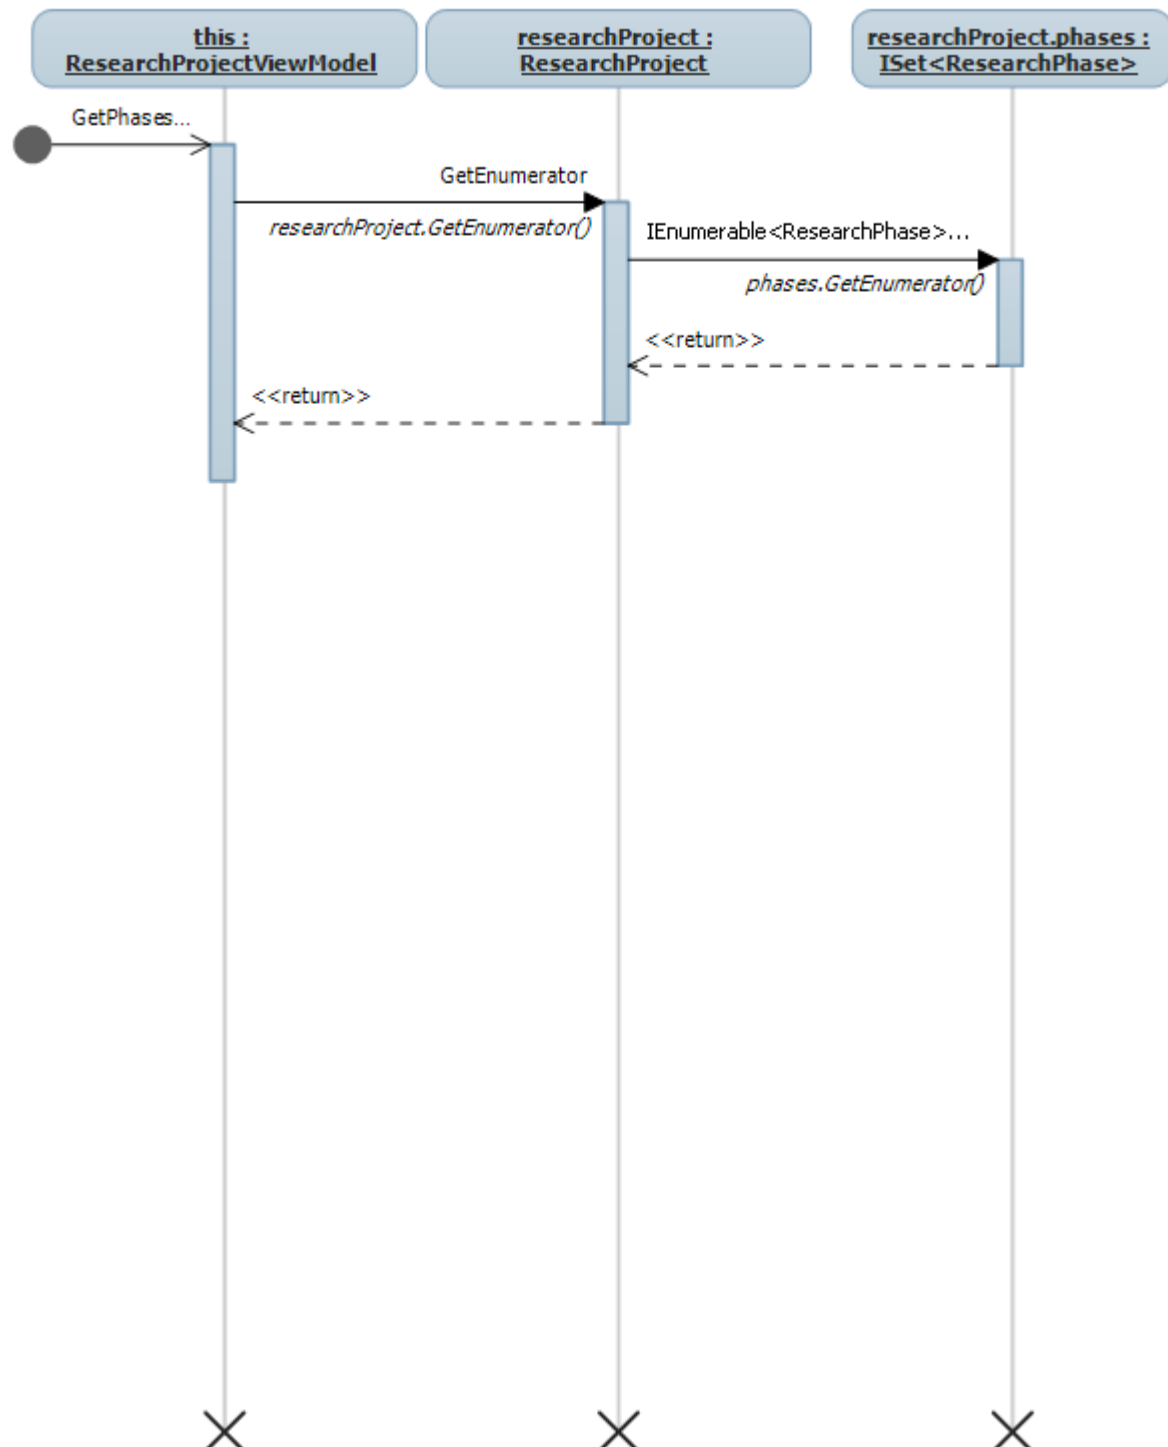 this :
ResearchProjectViewModel
researchProject :
ResearchProject
researchProject.phases :
ISet<ResearchPhase>
GetPhases...
GetEnumerator
researchProject.GetEnumerator()
IEnumerable<ResearchPhase>...
phases.GetEnumerator()
<<return>>
<<return>>